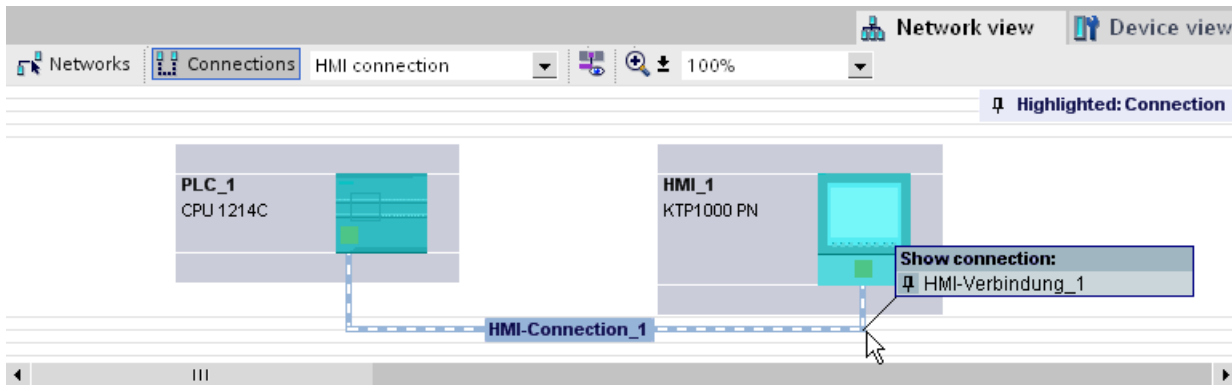 Network view
Device view
Networks
Connections
HMI connection
100%
Highlighted: Connection
PLC_1
CPU 1214C
HMI_1
KTP1000 PN
Show connection:
HMI-Verbindung_1
HMI-Connection_1